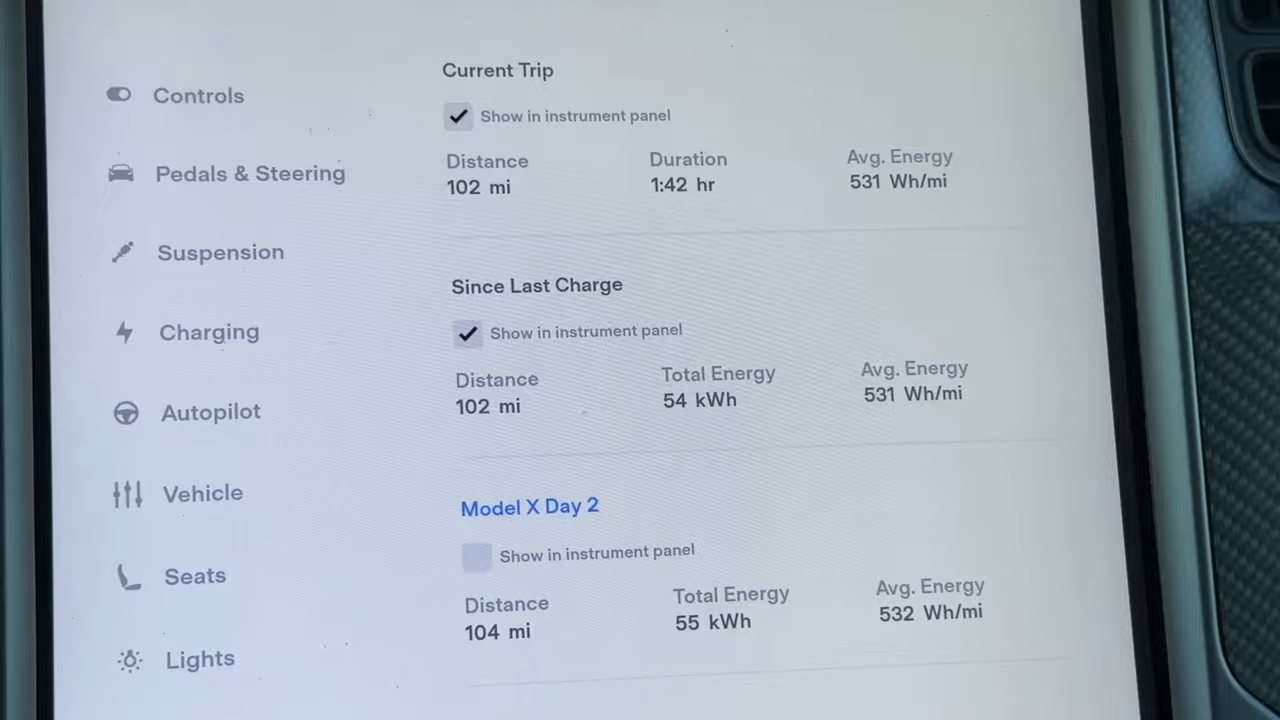 Controls
Pedals & Steering
Suspension
Charging
Autopilot
Vehicle
Seats
Lights
Current Trip
Show in instrument panel
Distance Duration Avg. Energy
102 mi 1:42 hr 531 Wh/mi
Since Last Charge
Show in instrument panel
Distance Total Energy Avg. Energy
102 mi 54 kWh 531 Wh/mi
Model X Day 2
Show in instrument panel
Distance Total Energy Avg. Energy
104 mi 55 kWh 532 Wh/mi